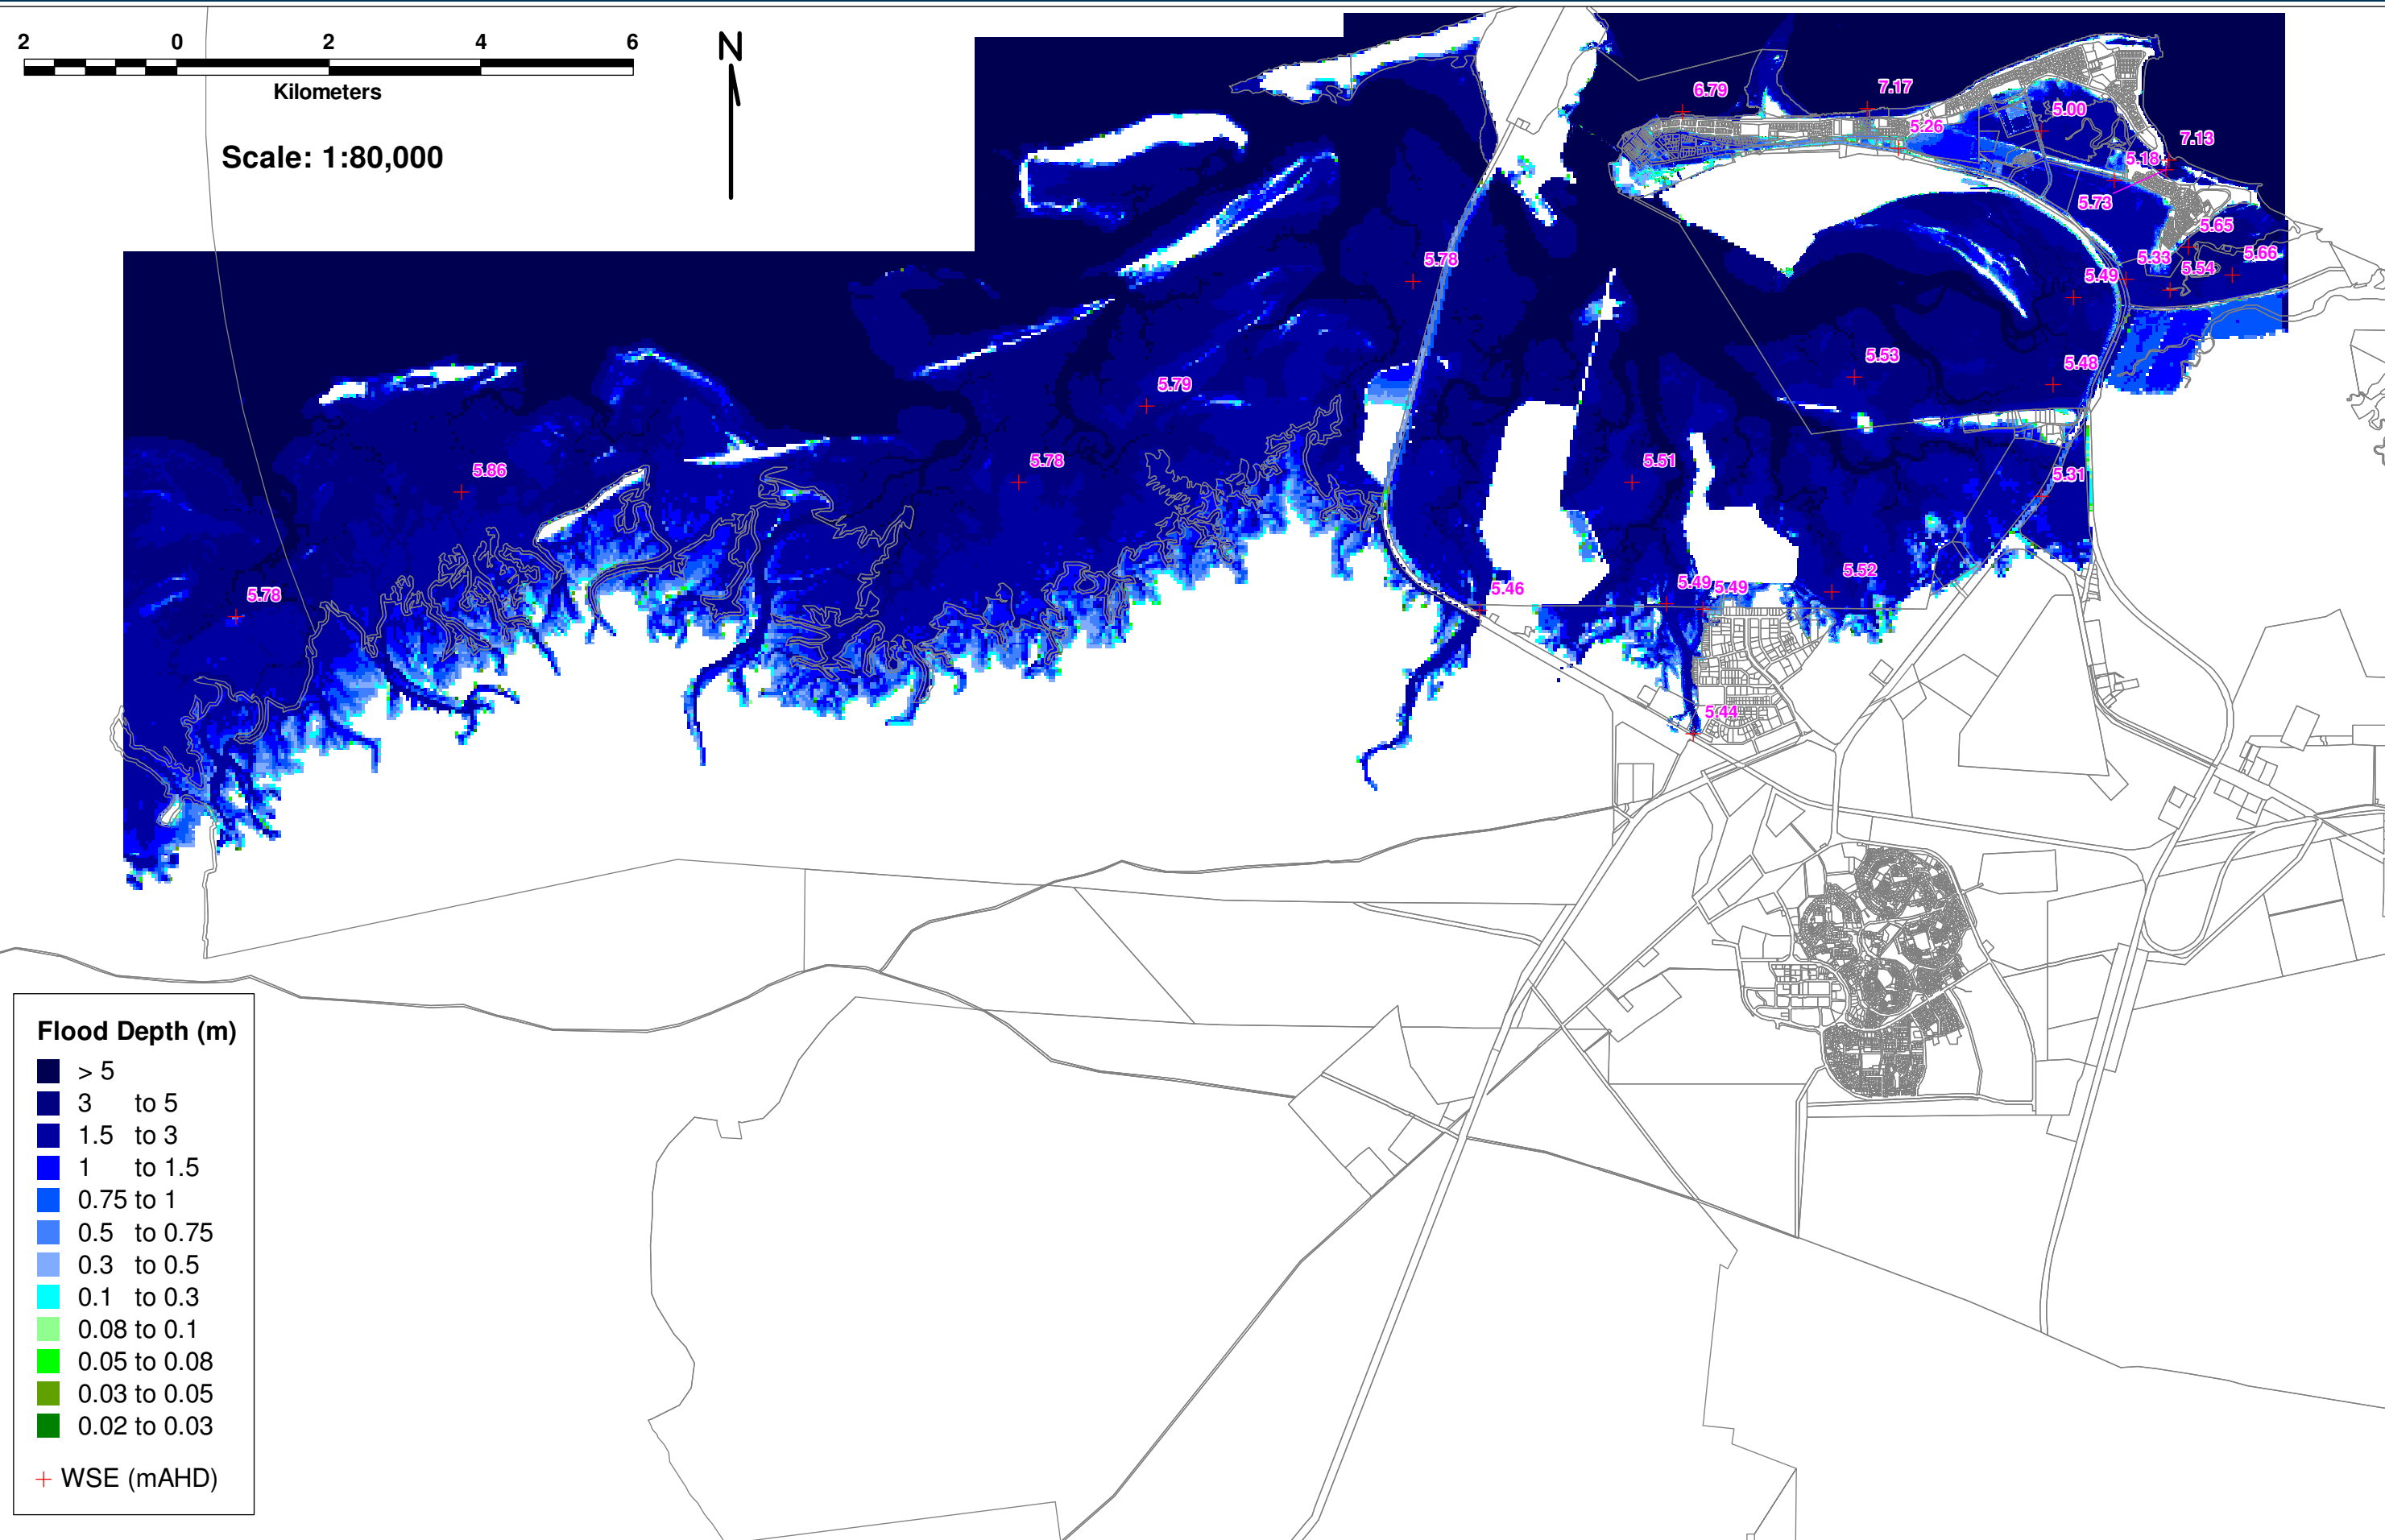 2 0 2 4 6
Kilometers
Scale: 1:80,000
N
6.79
7.17
5.00
5.26
7.13
5.18
5.73
5.65
5.66
5.33
5.54
5.49
5.78
5.53
5.48
5.79
5.86
5.78
5.51
5.31
5.78
5.46
5.49
5.49
5.52
5.44
Flood Depth (m)
> 5
3 to 5
1.5 to 3
1 to 1.5
0.75 to 1
0.5 to 0.75
0.3 to 0.5
0.1 to 0.3
0.08 to 0.1
0.05 to 0.08
0.03 to 0.05
0.02 to 0.03
+ WSE (mAHD)